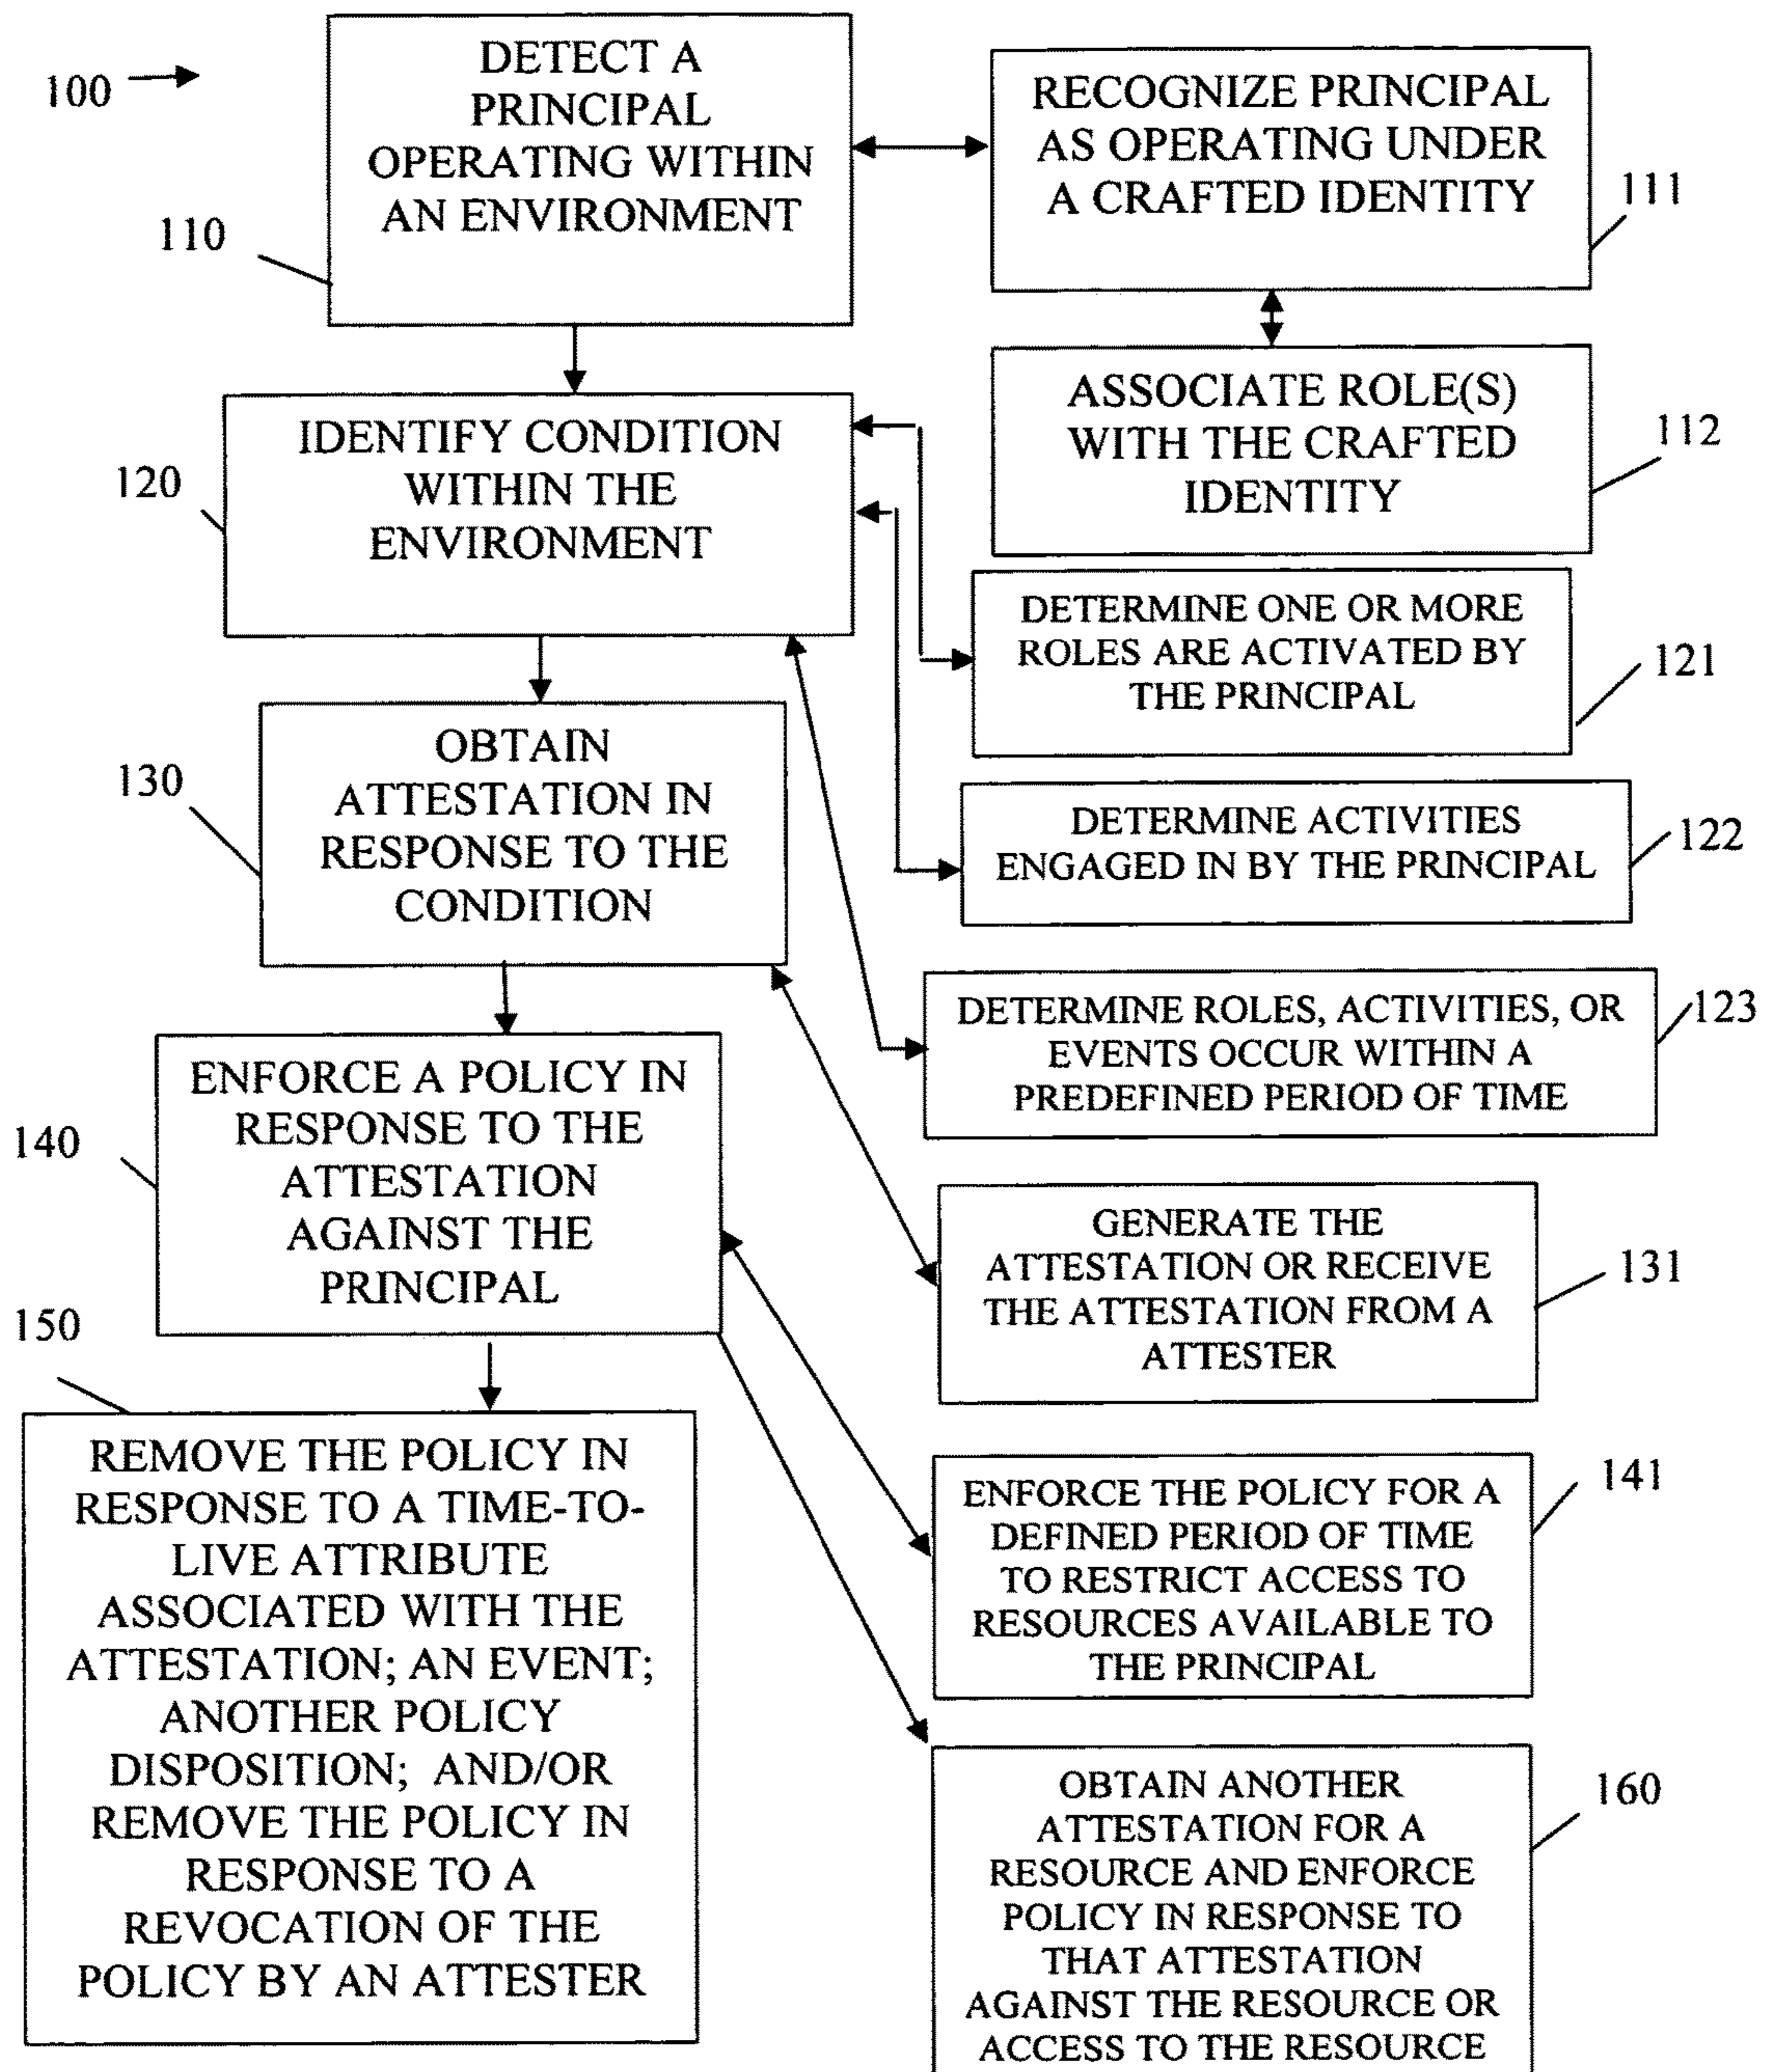 100
DETECT A
PRINCIPAL
OPERATING WITHIN
AN ENVIRONMENT
110
RECOGNIZE PRINCIPAL
AS OPERATING UNDER
A CRAFTED IDENTITY
111
ASSOCIATE ROLE(S)
WITH THE CRAFTED
IDENTITY
112
IDENTIFY CONDITION
WITHIN THE
ENVIRONMENT
120
DETERMINE ONE OR MORE
ROLES ARE ACTIVATED BY
THE PRINCIPAL
121
DETERMINE ACTIVITIES
ENGAGED IN BY THE PRINCIPAL
122
DETERMINE ROLES, ACTIVITIES, OR
EVENTS OCCUR WITHIN A
PREDEFINED PERIOD OF TIME
123
OBTAIN
ATTESTATION IN
RESPONSE TO THE
CONDITION
130
GENERATE THE
ATTESTATION OR RECEIVE
THE ATTESTATION FROM A
ATTESTER
131
ENFORCE A POLICY IN
RESPONSE TO THE
ATTESTATION
AGAINST THE
PRINCIPAL
140
ENFORCE THE POLICY FOR A
DEFINED PERIOD OF TIME
TO RESTRICT ACCESS TO
RESOURCES AVAILABLE TO
THE PRINCIPAL
141
150
REMOVE THE POLICY IN
RESPONSE TO A TIME-TO-
LIVE ATTRIBUTE
ASSOCIATED WITH THE
ATTESTATION; AN EVENT;
ANOTHER POLICY
DISPOSITION; AND/OR
REMOVE THE POLICY IN
RESPONSE TO A
REVOCATION OF THE
POLICY BY AN ATTESTER
OBTAIN ANOTHER
ATTESTATION FOR A
RESOURCE AND ENFORCE
POLICY IN RESPONSE TO
THAT ATTESTATION
AGAINST THE RESOURCE OR
ACCESS TO THE RESOURCE
160